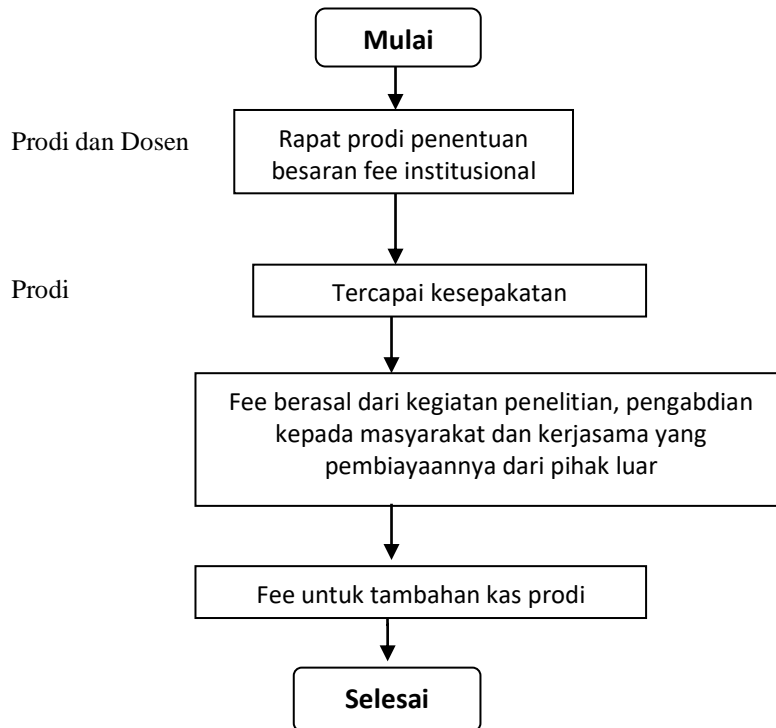 Mulai
Prodi dan Dosen
Rapat prodi penentuan
besaran fee institusional
Prodi
Tercapai kesepakatan
Fee berasal dari kegiatan penelitian, pengabdian
kepada masyarakat dan kerjasama yang
pembiayaannya dari pihak luar
Fee untuk tambahan kas prodi
Selesai